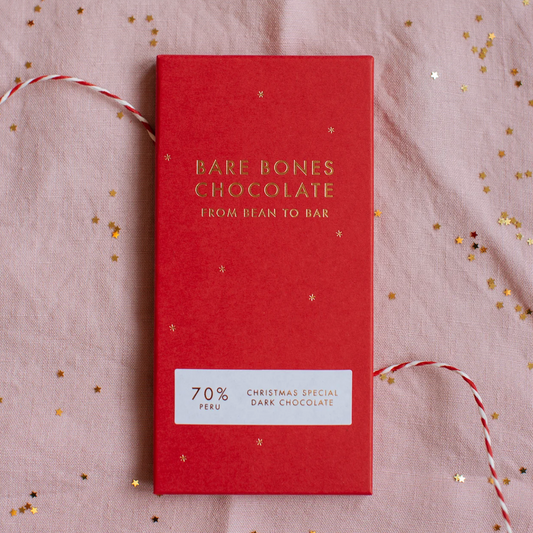 BARE BONES
CHOCOLATE
FROM BEAN TO BAR
70%
PERU
CHRISTMAS SPECIAL
DARK CHOCOLATE